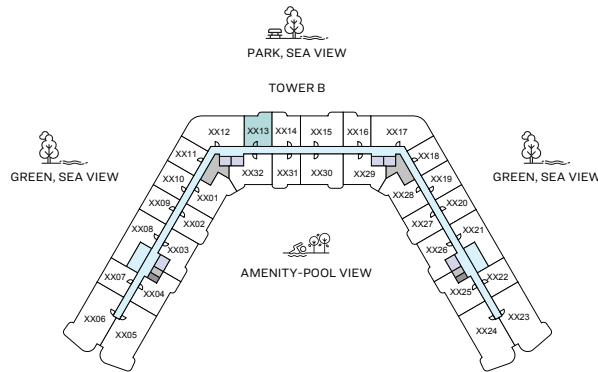 PARK, SEA VIEW
TOWER B
XX12 XX13 XX14 XX15 XX16 XX17
XX11 XX18
GREEN, SEA VIEW GREEN, SEA VIEW
XX10 XX32 XX31 XX30 XX29 XX19
XX01 XX28
XX09 XX20
XX02 XX27
XX08 XX21
XX03 XX26
AMENITY-POOL VIEW
XX07 XX22
XX04 XX25
XX06 XX23
XX05 XX24